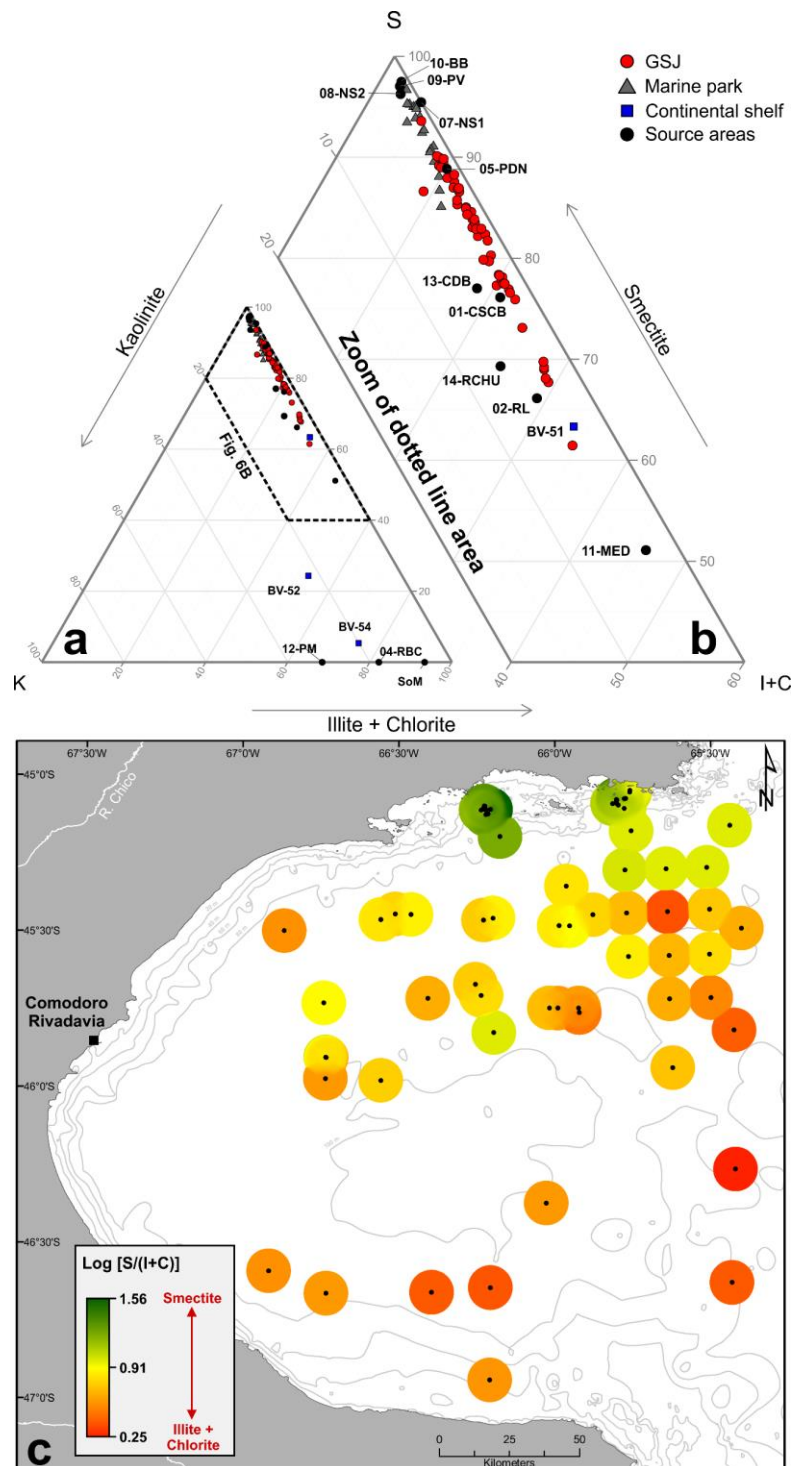 S
100
10-BB
09-PV
08-NS2
07-NS1
GSJ
Marine park
Continental shelf
Source areas
10
90
05-PDN
20
80
13-CDB
01-CSCB
Kaolinite
Smectite
100
70
14-RCHU
02-RL
20
80
Zoom of dotted line area
BV-51
40
60
60
Fig. 6B
11-MED
50
40
60
BV-52
80
20
BV-54
12-PM
04-RBC
a
b
100
20
40
60
80
100
SoM
40
50
60
K
I+C
Illite + Chlorite
67°30'W
67°0'W
66°30'W
66°0'W
65°30'W
45°0'S
R. Chico
N
45°30'S
Comodoro
Rivadavia
46°0'S
46°30'S
47°0'S
Log [S/(I+C)]
1.56
Smectite
0.91
0.25
Illite +
Chlorite
c
0 10 20 30 40 50
Kilometers